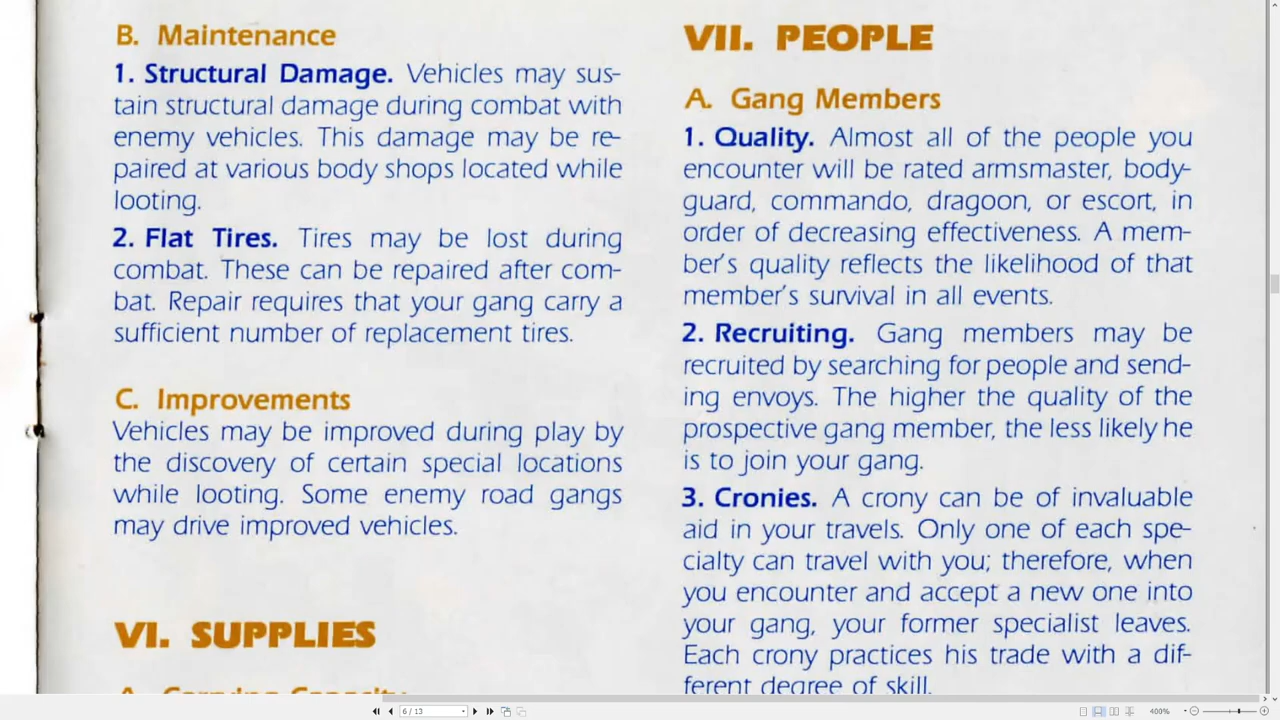 B. Maintenance
1. Structural Damage. Vehicles may sus-
tain structural damage during combat with
enemy vehicles. This damage may be re-
paired at various body shops located while
looting.
2. Flat Tires. Tires may be lost during
combat. These can be repaired after com-
bat. Repair requires that your gang carry a
sufficient number of replacement tires.
C. Improvements
Vehicles may be improved during play by
the discovery of certain special locations
while looting. Some enemy road gangs
may drive improved vehicles.
VI. SUPPLIES
A. Carrying Capacity
VII. PEOPLE
A. Gang Members
1. Quality. Almost all of the people you
encounter will be rated armsmaster, body-
guard, commando, dragoon, or escort, in
order of decreasing effectiveness. A mem-
ber's quality reflects the likelihood of that
member's survival in all events.
2. Recruiting. Gang members may be
recruited by searching for people and send-
ing envoys. The higher the quality of the
prospective gang member, the less likely he
is to join your gang.
3. Cronies. A crony can be of invaluable
aid in your travels. Only one of each spe-
cialty can travel with you; therefore, when
you encounter and accept a new one into
your gang, your former specialist leaves.
Each crony practices his trade with a dif-
ferent degree of skill.
6 / 13
400%